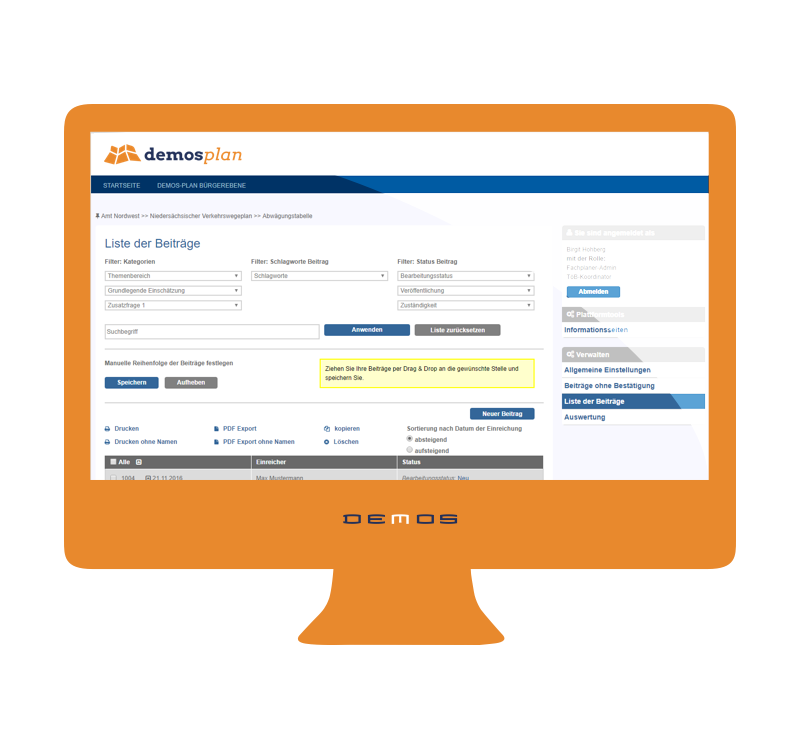 demosplan
STARTSEITE DEMOS-PLAN BÜRGEREBENE
Amt Nordwest >> Niedersächsischer Verkehrswegeplan >> Abwägungstabelle
Liste der Beiträge
Filter: Kategorien Filter: Schlagworte Beitrag Filter: Status Beitrag
Themenbereich Schlagworte Bearbeitungsstatus
Grundlegende Einschätzung Veröffentlichung
Zusatzfrage 1 Zuständigkeit
Suchbegriff Anwenden Liste zurücksetzen
Manuelle Reihenfolge der Beiträge festlegen
Speichern Aufheben
Ziehen Sie Ihre Beiträge per Drag & Drop an die gewünschte Stelle und
speichern Sie.
Neuer Beitrag
Drucken PDF Export kopieren Sortierung nach Datum der Einreichung
Drucken ohne Namen PDF Export ohne Namen Löschen absteigend
aufsteigend
Alle Einreicher Status
1004 21.11.2018 Max Mustermann Bearbeitungsstatus: Neu
Sie sind angemeldet als
Birgit
mit der Rolle:
Fachplaner Admin
Abmelden
Informationsseiten
Verwalten
Allgemeine Einstellungen
Beiträge ohne Bestätigung
Liste der Beiträge
Auswertung
DEMOS